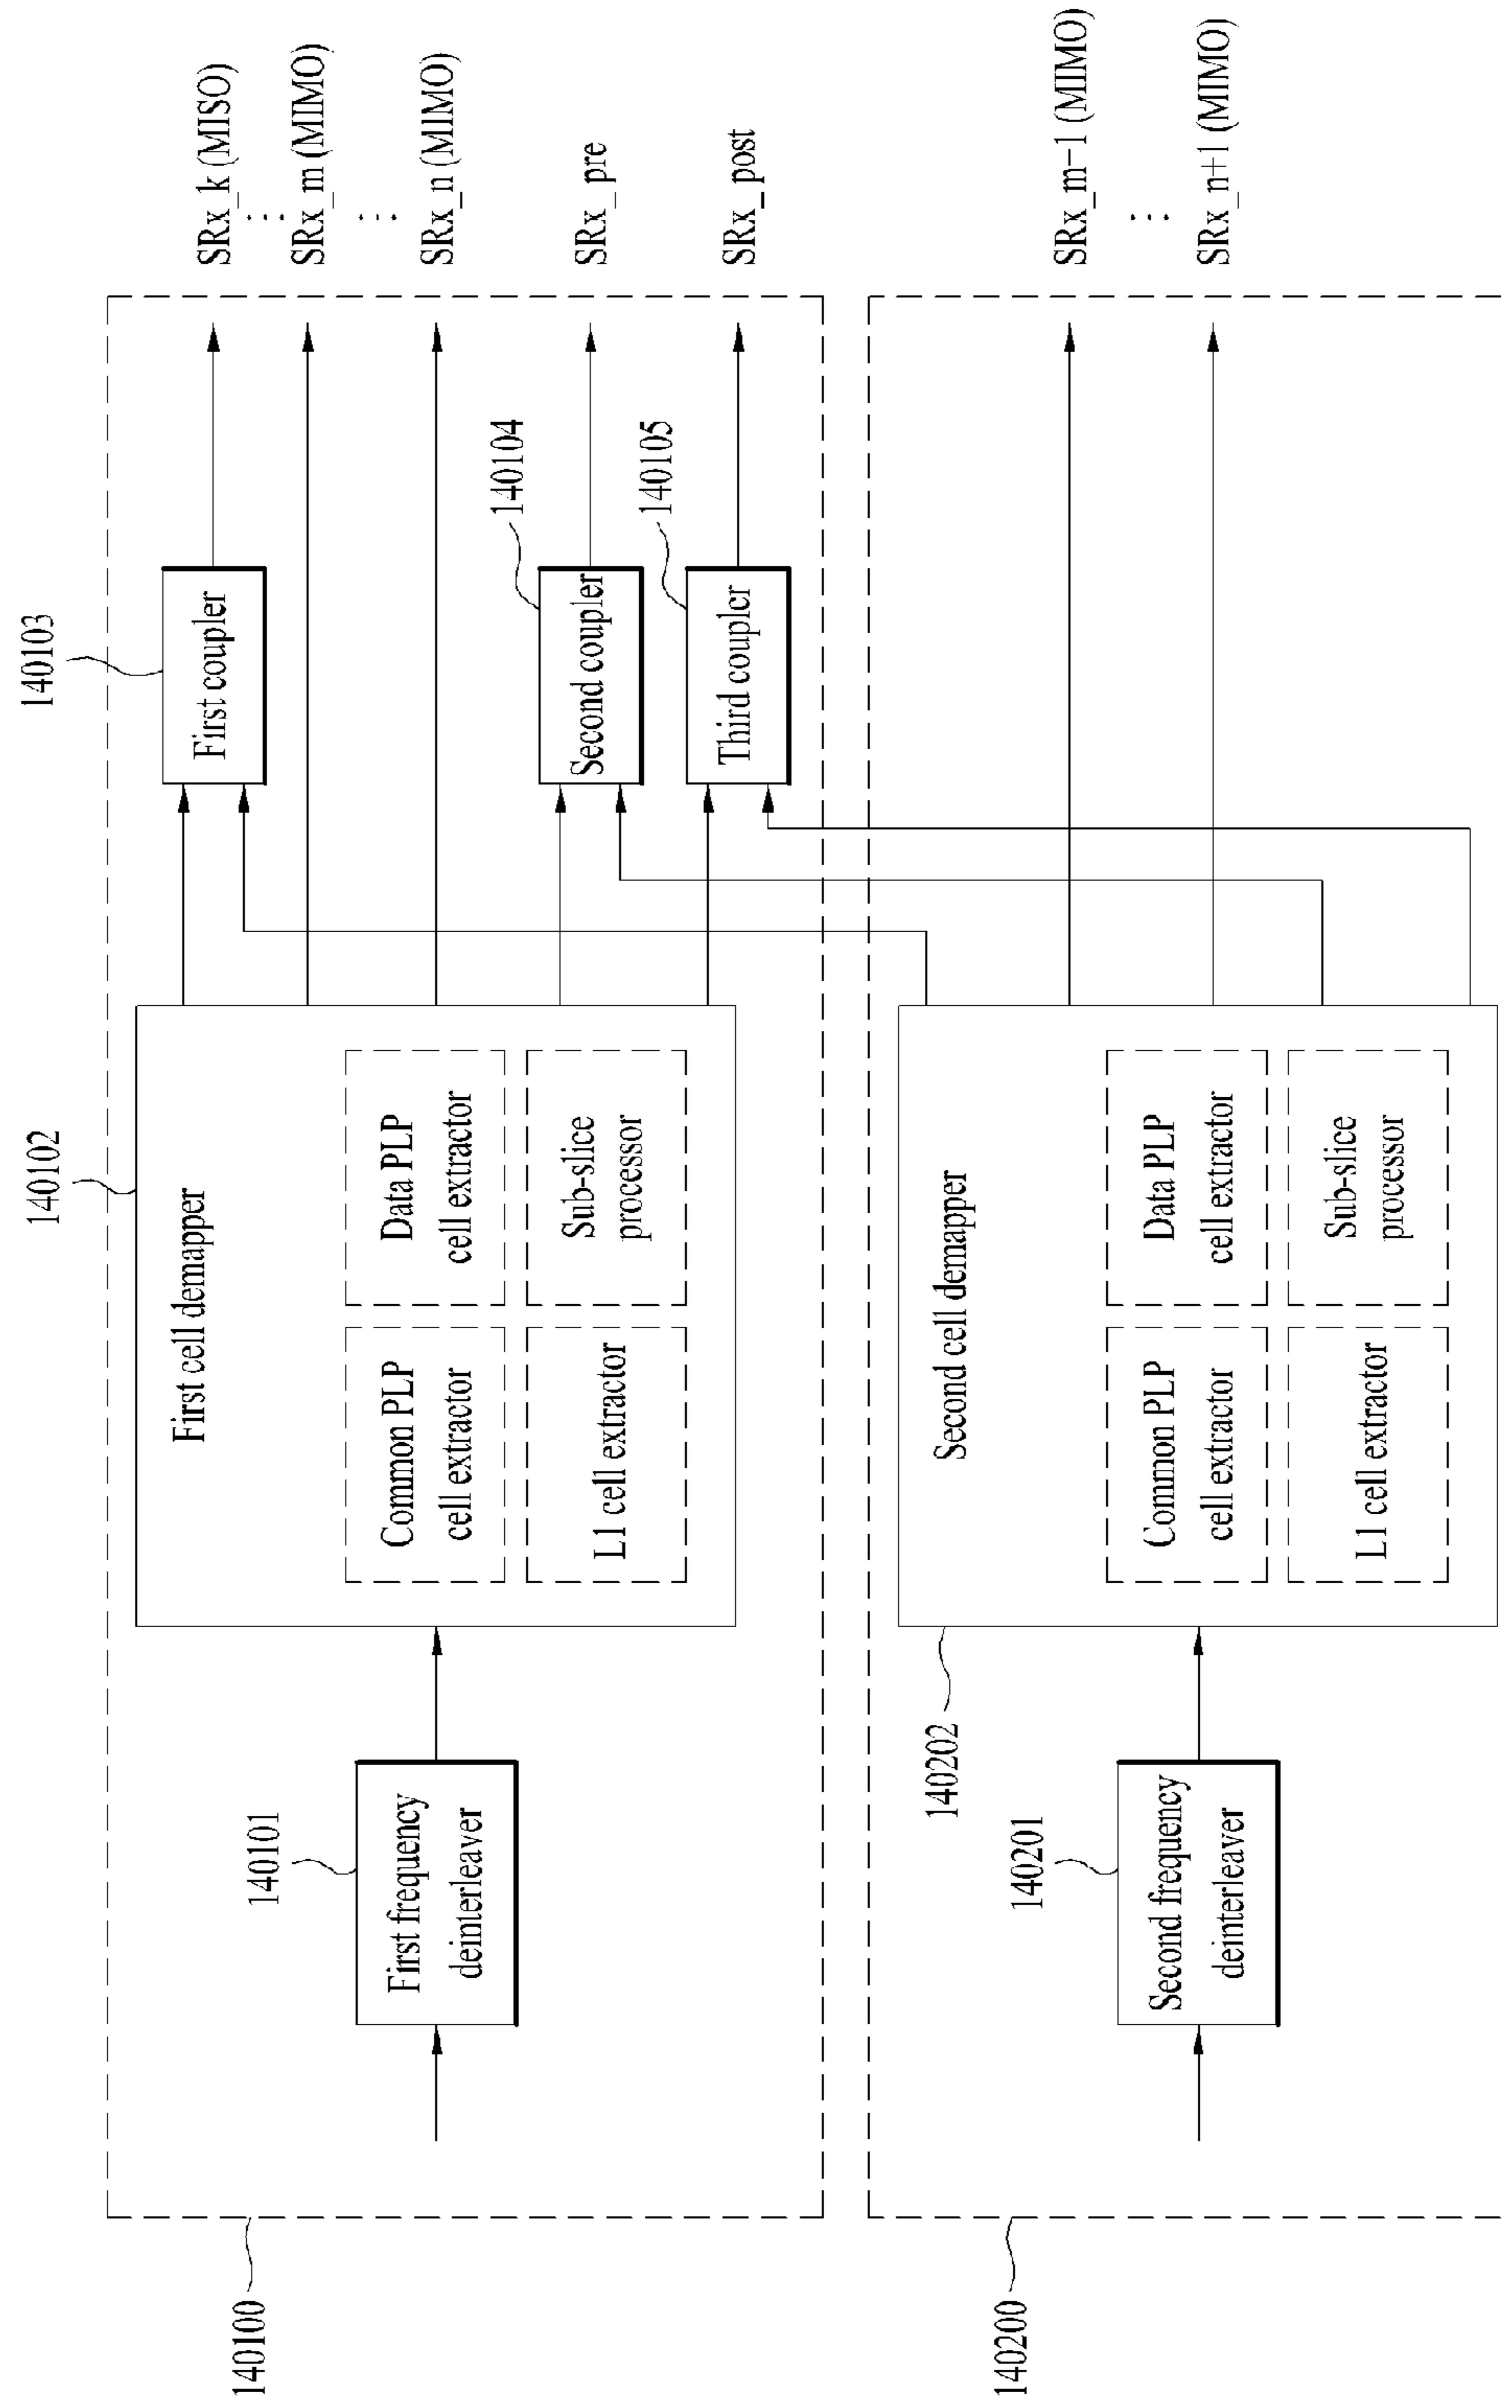 140100
140101
First frequency
deinterleaver
140102
First cell demapper
Common PLP
cell extractor
Data PLP
cell extractor
L1 cell extractor
Sub-slice
processor
140103
First coupler
140104
Second coupler
140105
Third coupler
SRx_k (MISO)
SRx_m (MIMO)
SRx_n (MIMO)
SRx_pre
SRx_post
140200
140201
Second frequency
deinterleaver
140202
Second cell demapper
Common PLP
cell extractor
Data PLP
cell extractor
L1 cell extractor
Sub-slice
processor
SRx_m−1 (MIMO)
SRx_n+1 (MIMO)